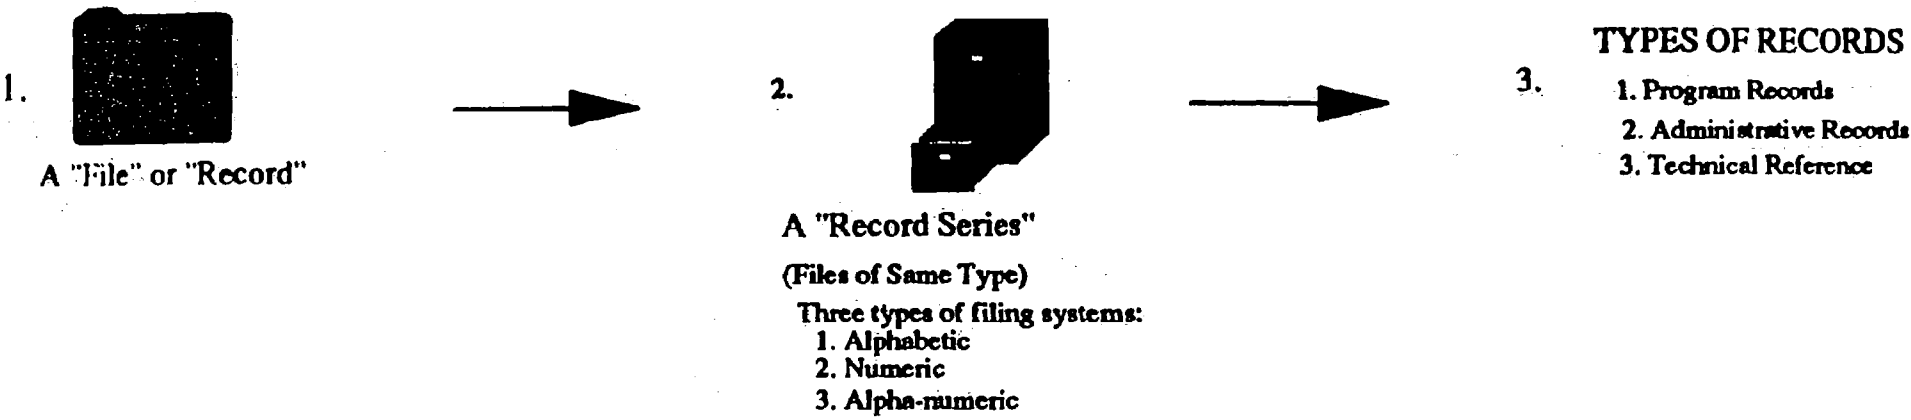 1.
A "File" or "Record"
2.
A "Record Series"
(Files of Same Type)
Three types of filing systems:
1. Alphabetic
2. Numeric
3. Alpha-numeric
3.
TYPES OF RECORDS
1. Program Records
2. Administrative Records
3. Technical Reference